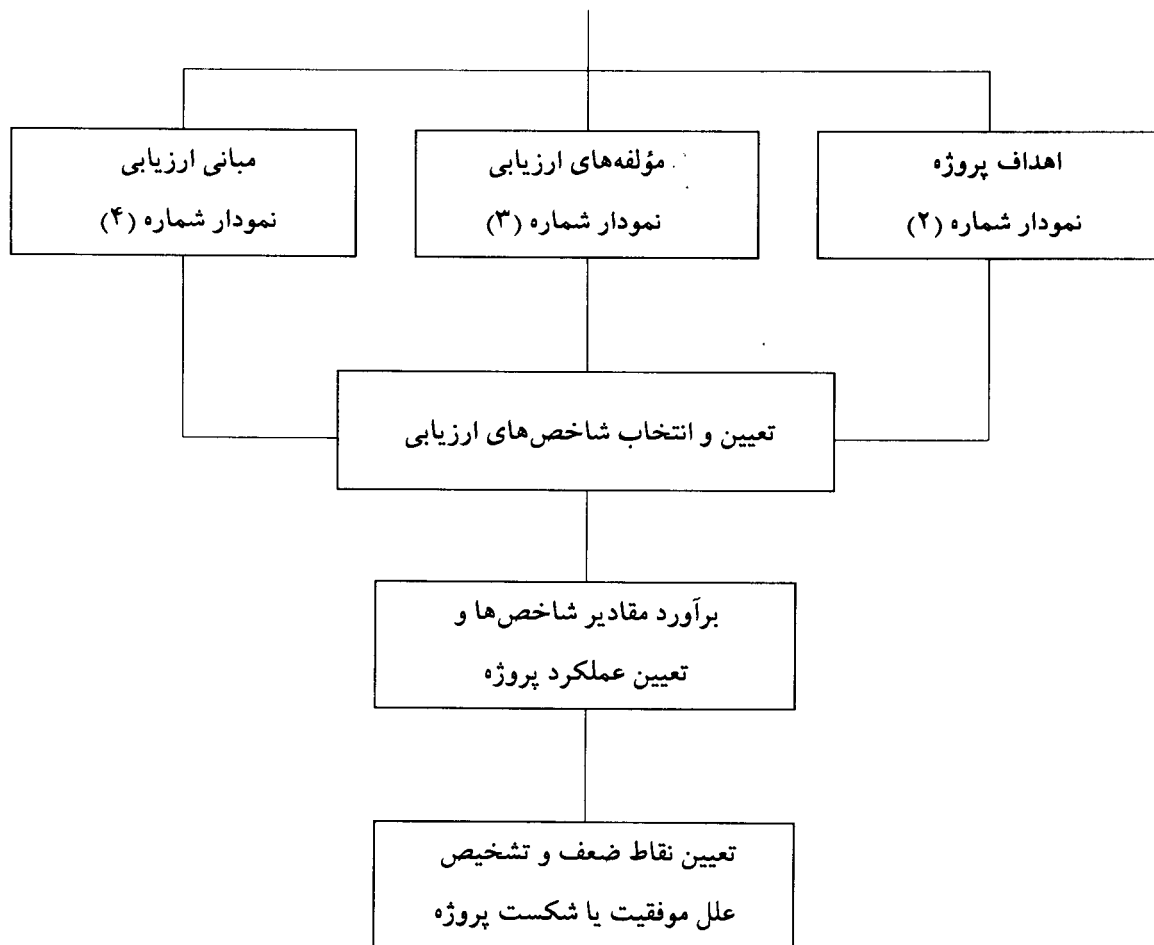 اهداف پروژه
نمودار شماره (۲)
مؤلفه‌های ارزیابی
نمودار شماره (۳)
مبانی ارزیابی
نمودار شماره (۴)
تعیین و انتخاب شاخص‌های ارزیابی
برآورد مقادیر شاخص‌ها و
تعیین عملکرد پروژه
تعیین نقاط ضعف و تشخیص
علل موفقیت یا شکست پروژه